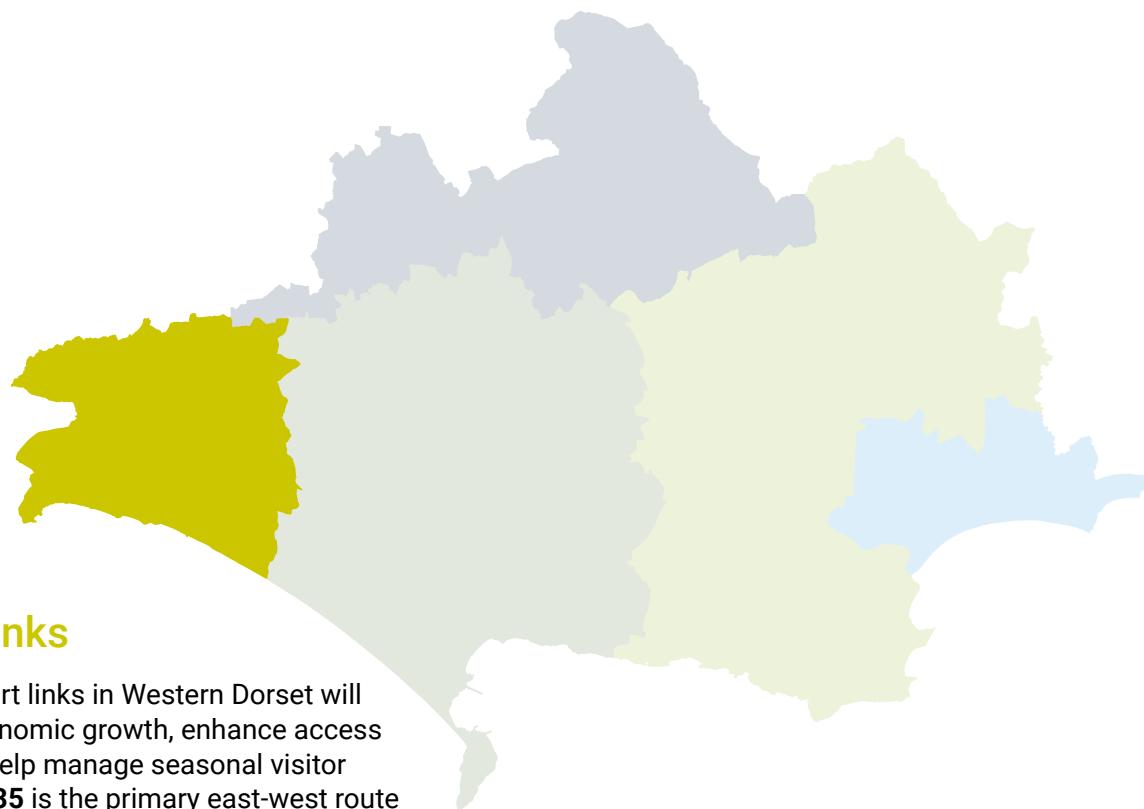 nks
rt links in Western Dorset will
nomic growth, enhance access
elp manage seasonal visitor
35 is the primary east-west route